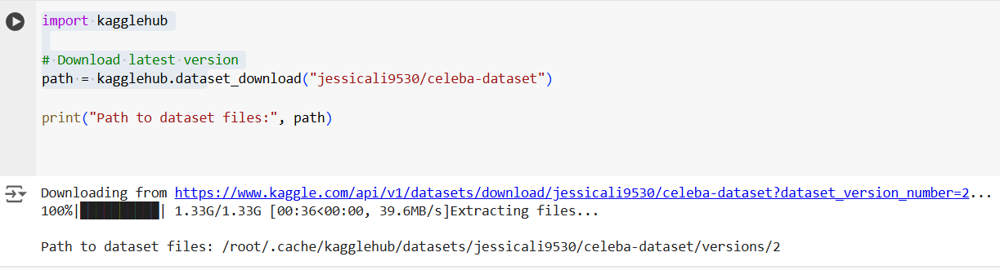 import kagglehub
# Download latest version
path = kagglehub.dataset_download("jessicali9530/celeba-dataset")
print("Path to dataset files:", path)
Downloading from https://www.kaggle.com/api/v1/datasets/download/jessicali9530/celeba-dataset?dataset_version_number=2...
100%|██████████| 1.33G/1.33G [00:36<00:00, 39.6MB/s]Extracting files...
Path to dataset files: /root/.cache/kagglehub/datasets/jessicali9530/celeba-dataset/versions/2